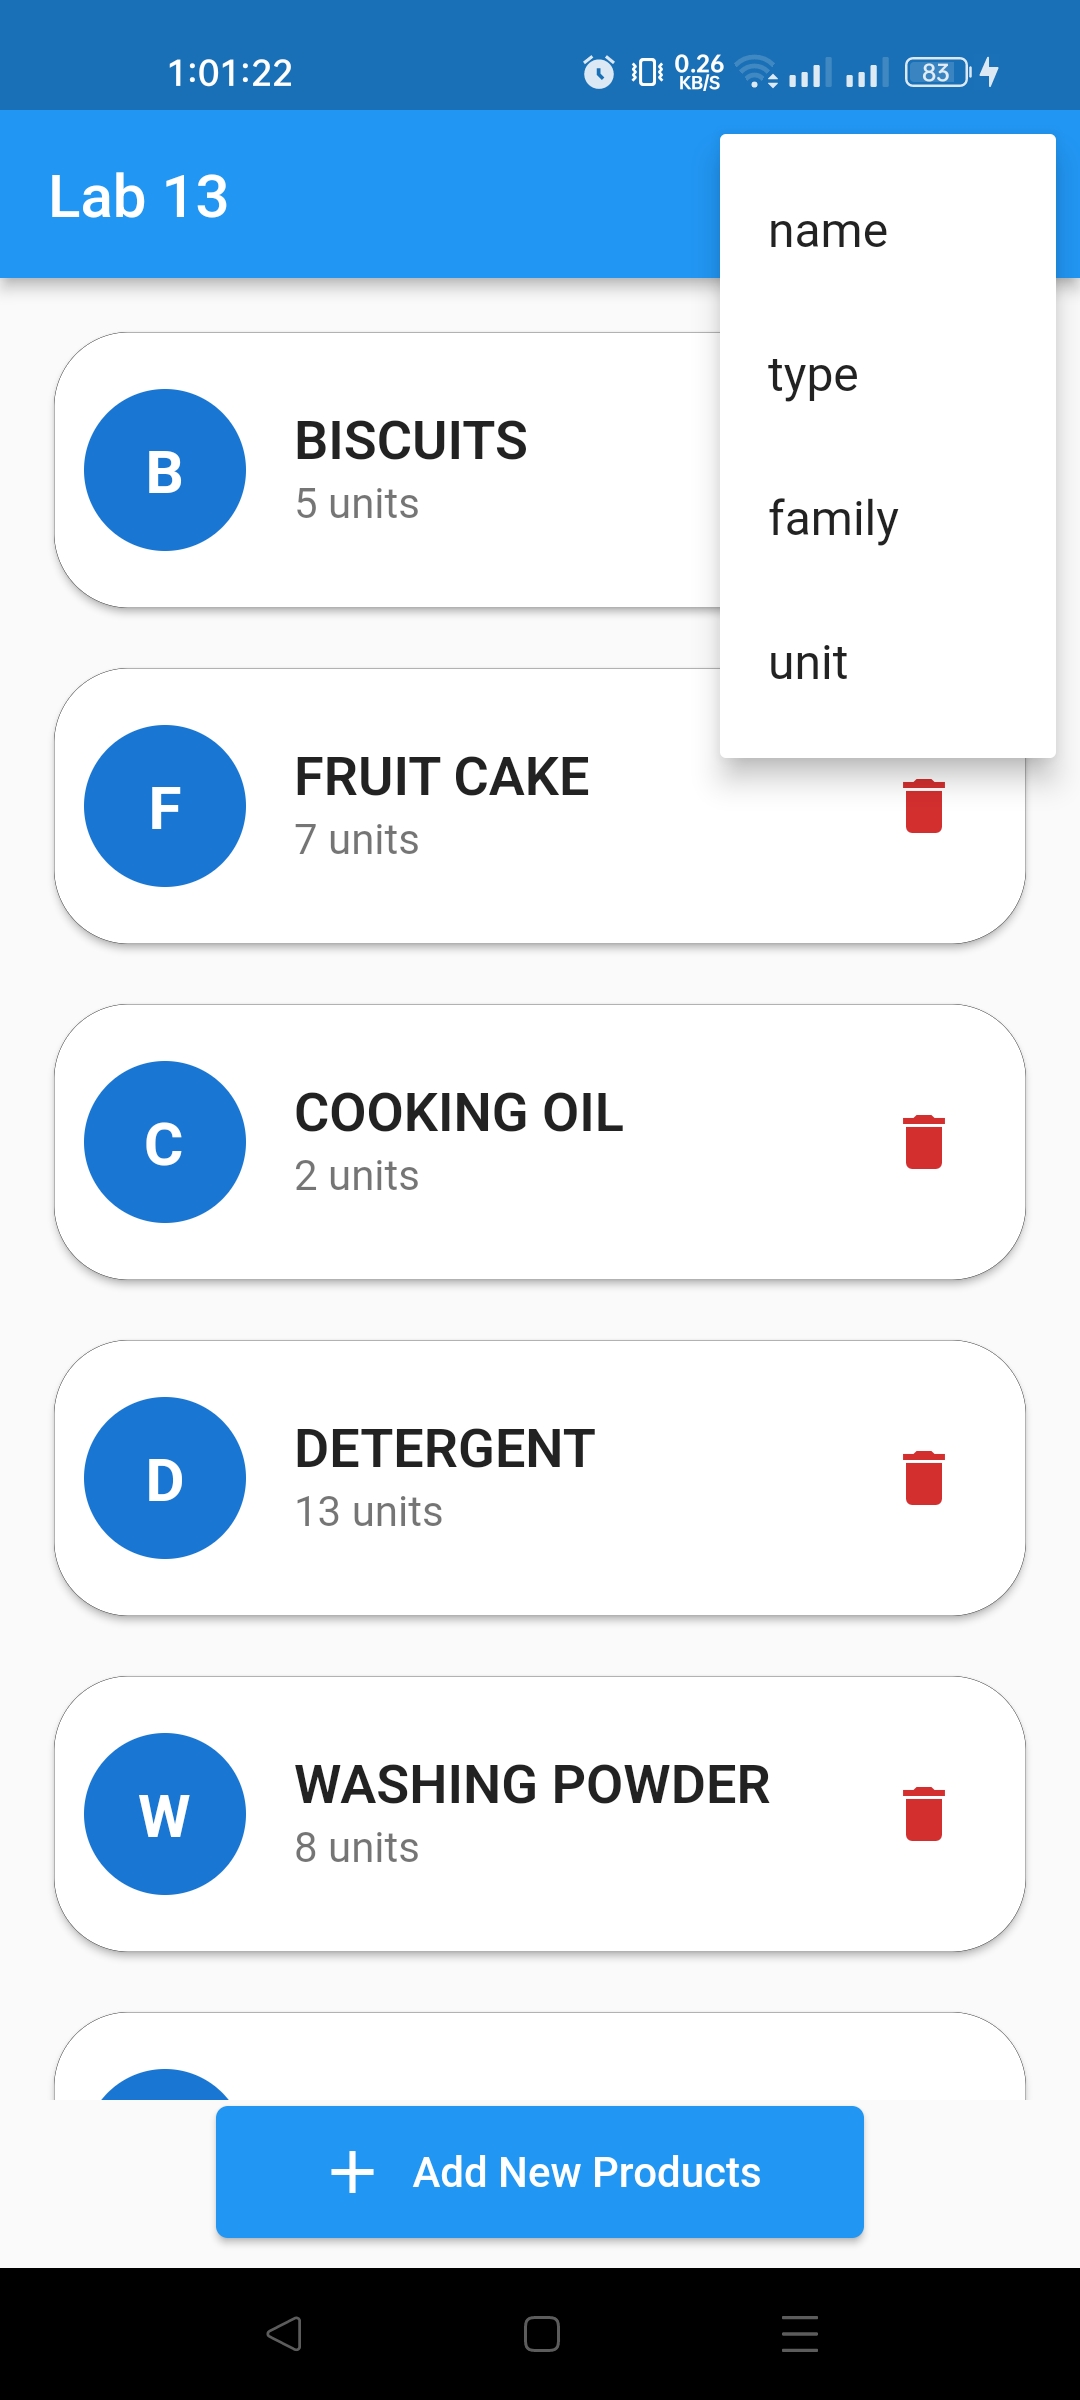 1:01:22
0.26
KB/S
83
Lab 13
name
type
family
unit
B
BISCUITS
5 units
F
FRUIT CAKE
7 units
C
COOKING OIL
2 units
D
DETERGENT
13 units
W
WASHING POWDER
8 units
Add New Products